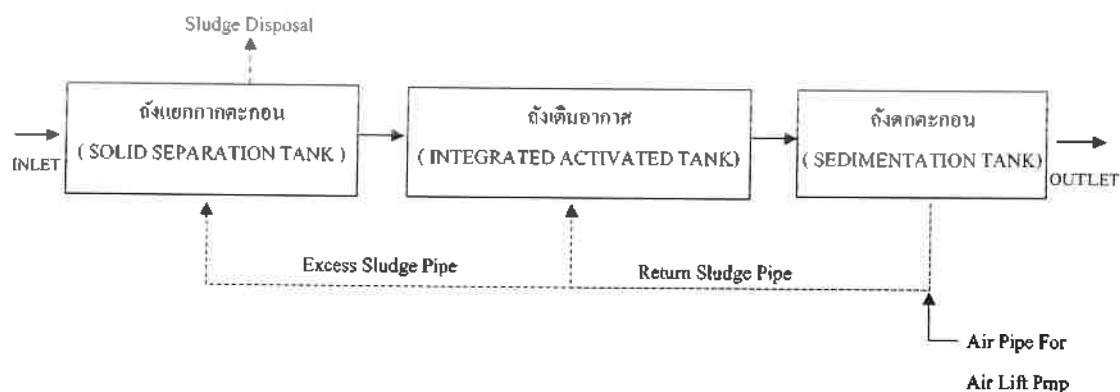 Sludge Disposal
ถังแยกกากตะกอน
( SOLID SEPARATION TANK )
ถังเติมอากาศ
( INTEGRATED ACTIVATED TANK)
ถังตกตะกอน
( SEDIMENTATION TANK)
INLET
OUTLET
Excess Sludge Pipe
Return Sludge Pipe
Air Pipe For
Air Lift Pmp